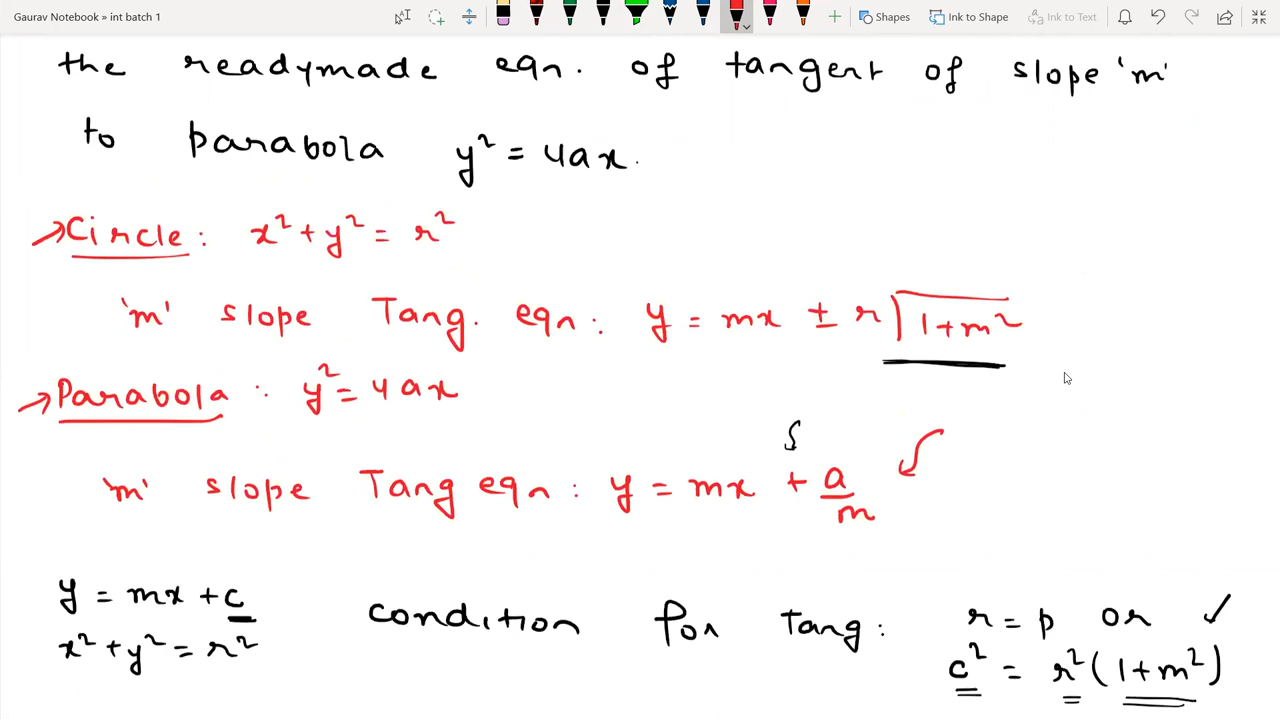 Gaurav Notebook » int batch 1
Shapes Ink to Shape Ink to Text
the readymade eqn. of tangent of slope 'm'
to parabola y² = 4ax.
→ Circle: x² + y² = r²
'm' slope Tang. eqn: y = mx ± r√1+m²
→ Parabola : y² = 4ax
'm' slope Tang eqn: y = mx + a/m
y = mx + c condition for Tang: r = p or ✓
x² + y² = r² c² = r²(1+m²)